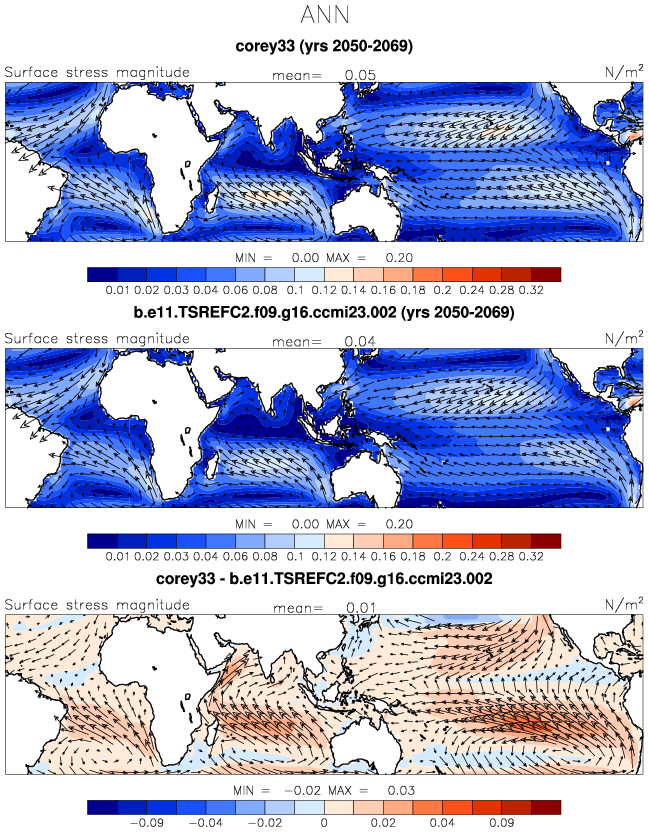 ANN
corey33 (yrs 2050-2069)
Surface stress magnitude mean= 0.05 N/m²
MIN = 0.00 MAX = 0.20
0.01 0.02 0.04 0.06 0.08 0.1 0.12 0.14 0.16 0.18 0.2 0.24 0.28 0.32
b.e11.TSREFC2.f09.g16.ccmi23.002 (yrs 2050-2069)
Surface stress magnitude mean= 0.04 N/m²
MIN = 0.00 MAX = 0.20
0.01 0.02 0.03 0.04 0.06 0.08 0.1 0.12 0.14 0.16 0.18 0.2 0.24 0.28 0.32
corey33 - b.e11.TSREFC2.f09.g16.ccmi23.002
Surface stress magnitude mean= 0.01 N/m²
MIN = -0.02 MAX = 0.03
-0.09 -0.04 -0.02 0 0.02 0.04 0.09